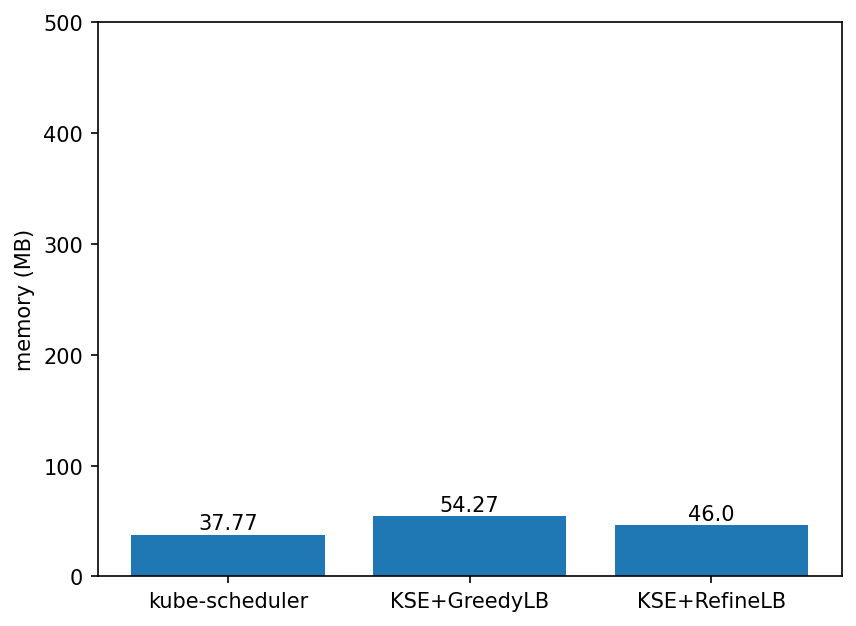 500
400
300
200
100
0
memory (MB)
37.77
54.27
46.0
kube-scheduler
KSE+GreedyLB
KSE+RefineLB